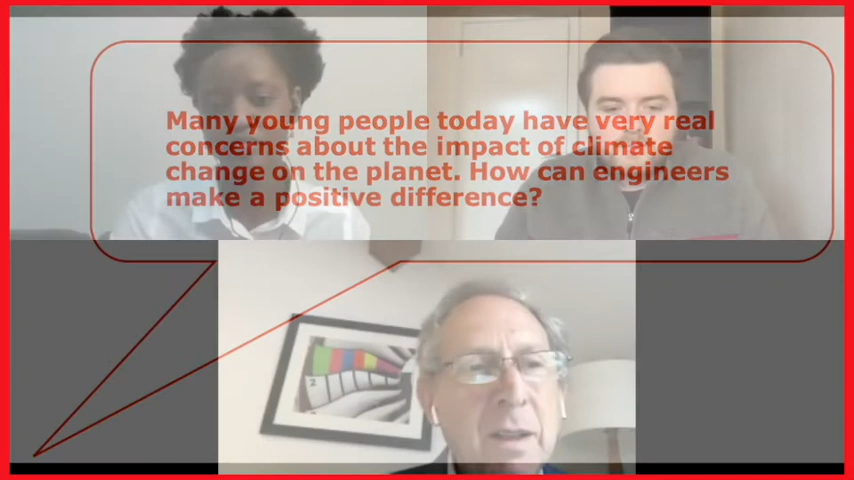 Many young people today have very real
concerns about the impact of climate
change on the planet. How can engineers
make a positive difference?
2